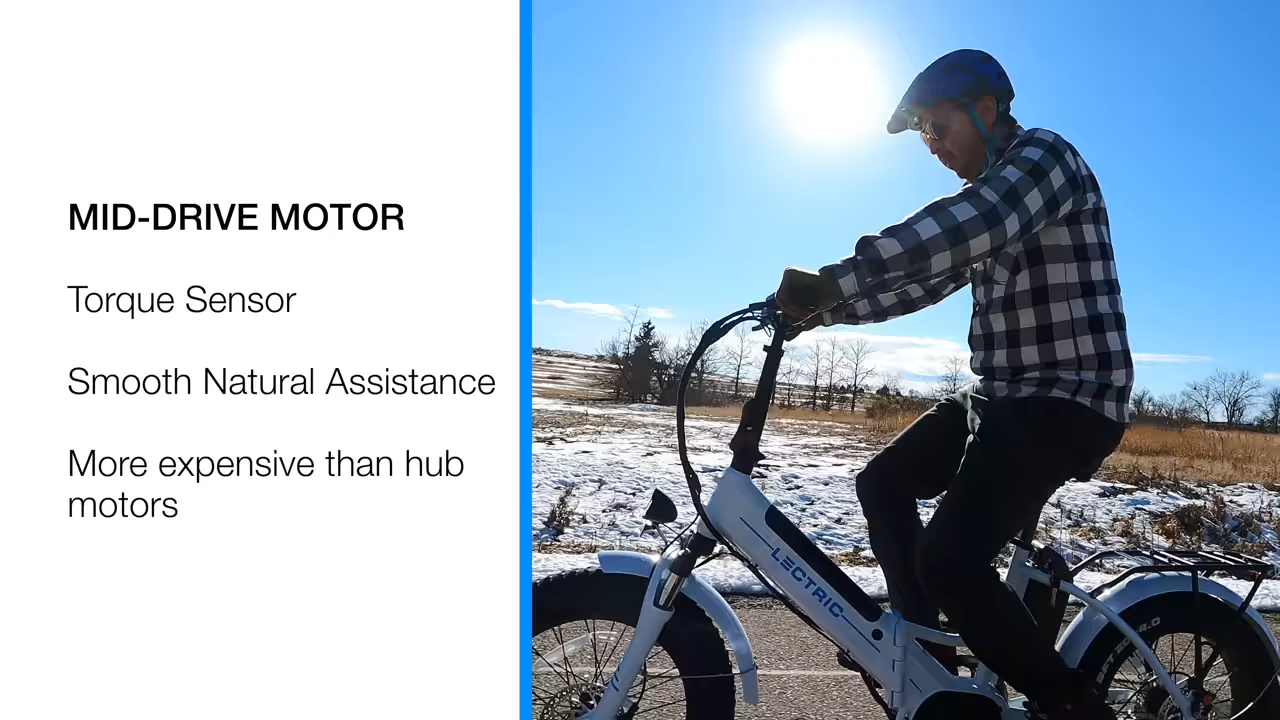 MID-DRIVE MOTOR
Torque Sensor
Smooth Natural Assistance
More expensive than hub
motors
LECTRIC